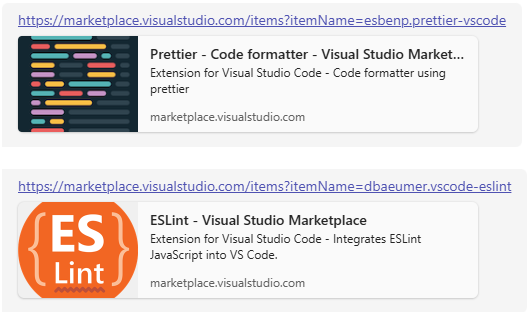 https://marketplace.visualstudio.com/items?itemName=esbenp.prettier-vscode
Prettier - Code formatter - Visual Studio Market...
Extension for Visual Studio Code - Code formatter using
prettier
marketplace.visualstudio.com
https://marketplace.visualstudio.com/items?itemName=dbaeumer.vscode-eslint
{ES
Lint}
ESLint - Visual Studio Marketplace
Extension for Visual Studio Code - Integrates ESLint
JavaScript into VS Code.
marketplace.visualstudio.com